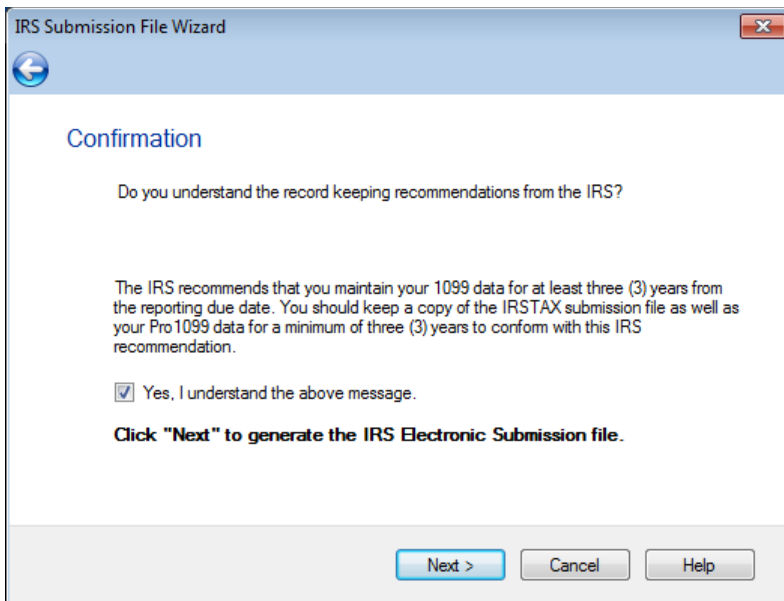 IRS Submission File Wizard
Confirmation
Do you understand the record keeping recommendations from the IRS?
The IRS recommends that you maintain your 1099 data for at least three (3) years from
the reporting due date. You should keep a copy of the IRSTAX submission file as well as
your Pro1099 data for a minimum of three (3) years to conform with this IRS
recommendation.
Yes, I understand the above message.
Click "Next" to generate the IRS Electronic Submission file.
Next >
Cancel
Help